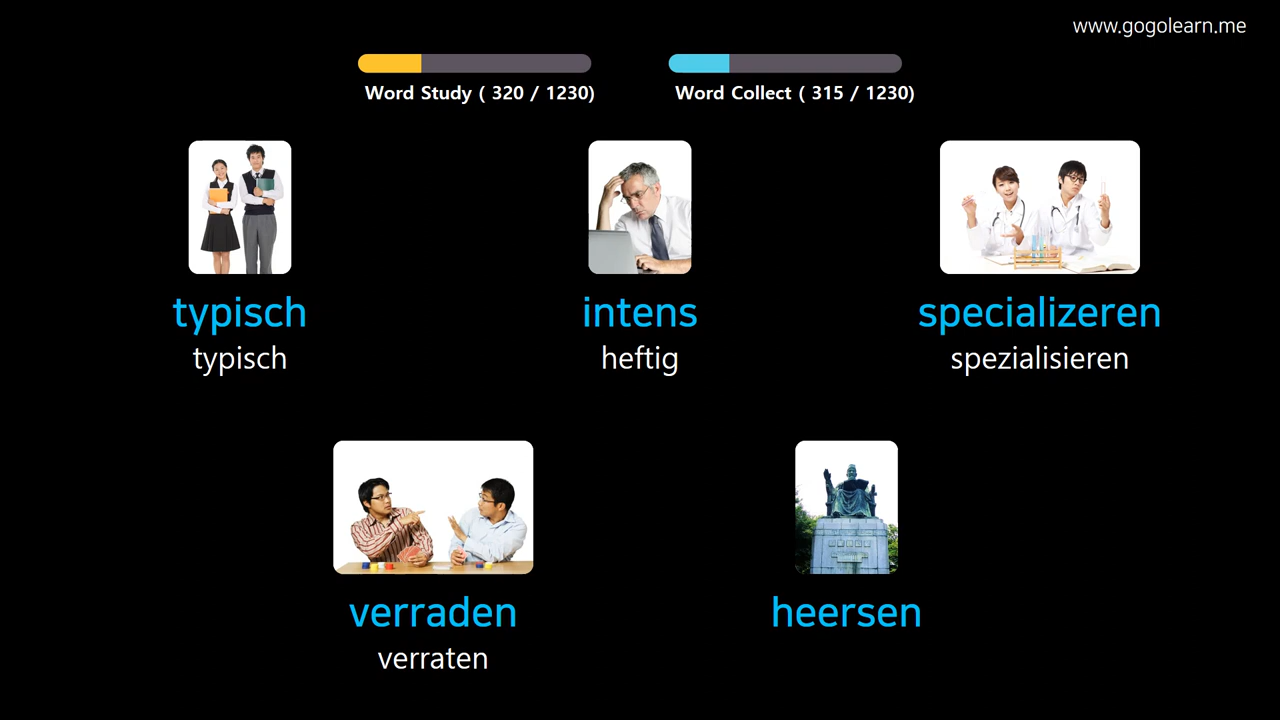 www.gogolearn.me
Word Study ( 320 / 1230)
Word Collect ( 315 / 1230)
typisch
typisch
intens
heftig
specializeren
spezialisieren
verraden
verraten
heersen